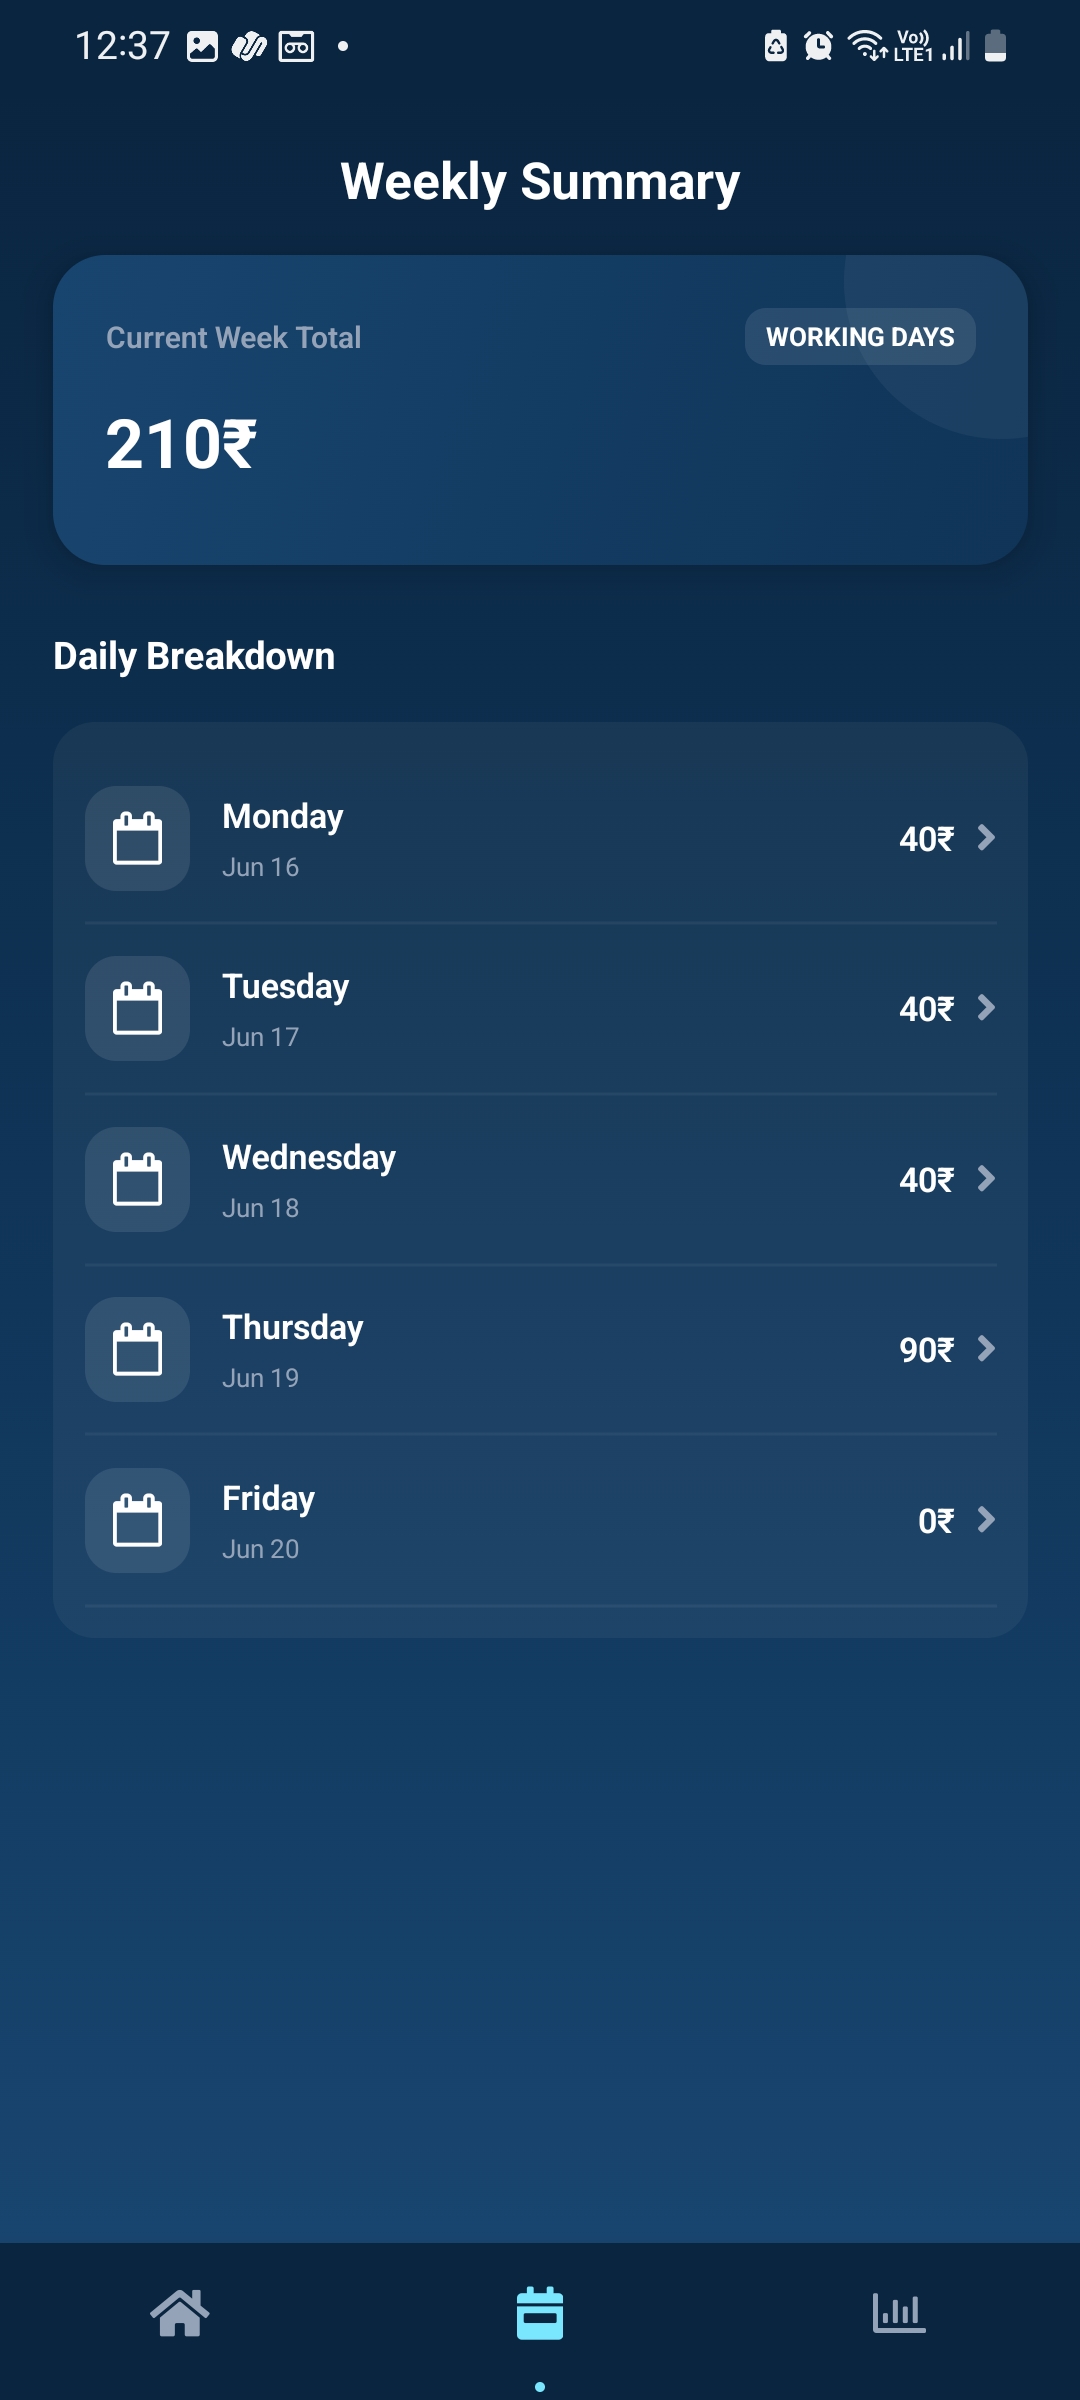 12:37
Vo)) LTE1
Weekly Summary
Current Week Total
WORKING DAYS
210₹
Daily Breakdown
Monday
Jun 16
40₹
Tuesday
Jun 17
40₹
Wednesday
Jun 18
40₹
Thursday
Jun 19
90₹
Friday
Jun 20
0₹